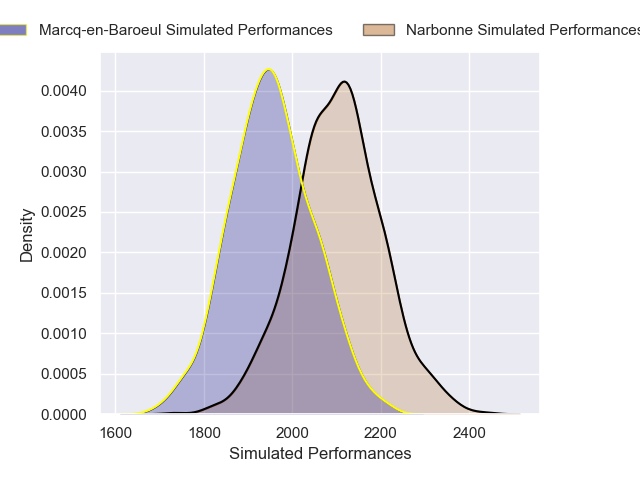 Marcq-en-Baroeul Simulated Performances Narbonne Simulated Performances
0.0040
0.0035
0.0030
0.0025
0.0020
0.0015
0.0010
0.0005
0.0000
Density
1600 1800 2000 2200 2400
Simulated Performances